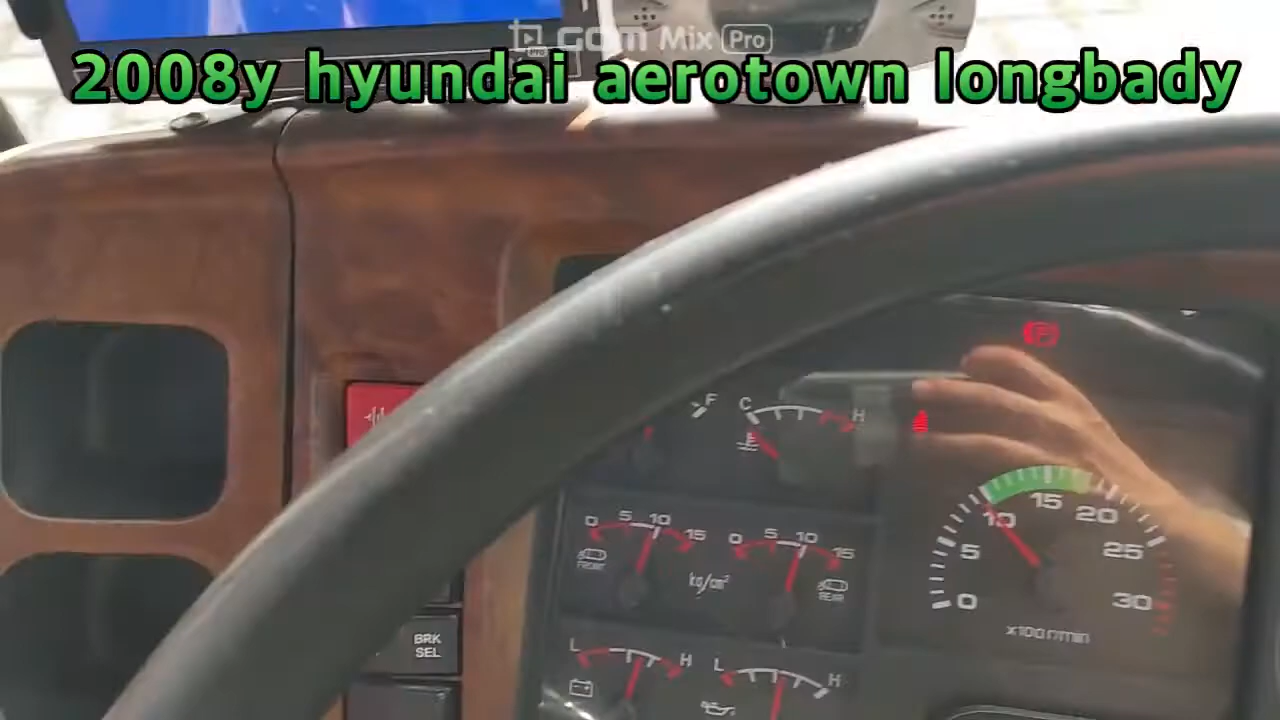 GOM Mix Pro
2008y hyundai aerotown longbady
F
C H
0 5 10 15
FRONT
kg/cm²
0 5 10 15
REAR
0 5 10 15 20 25 30
x100r/min
BRK
SEL
L H
L H